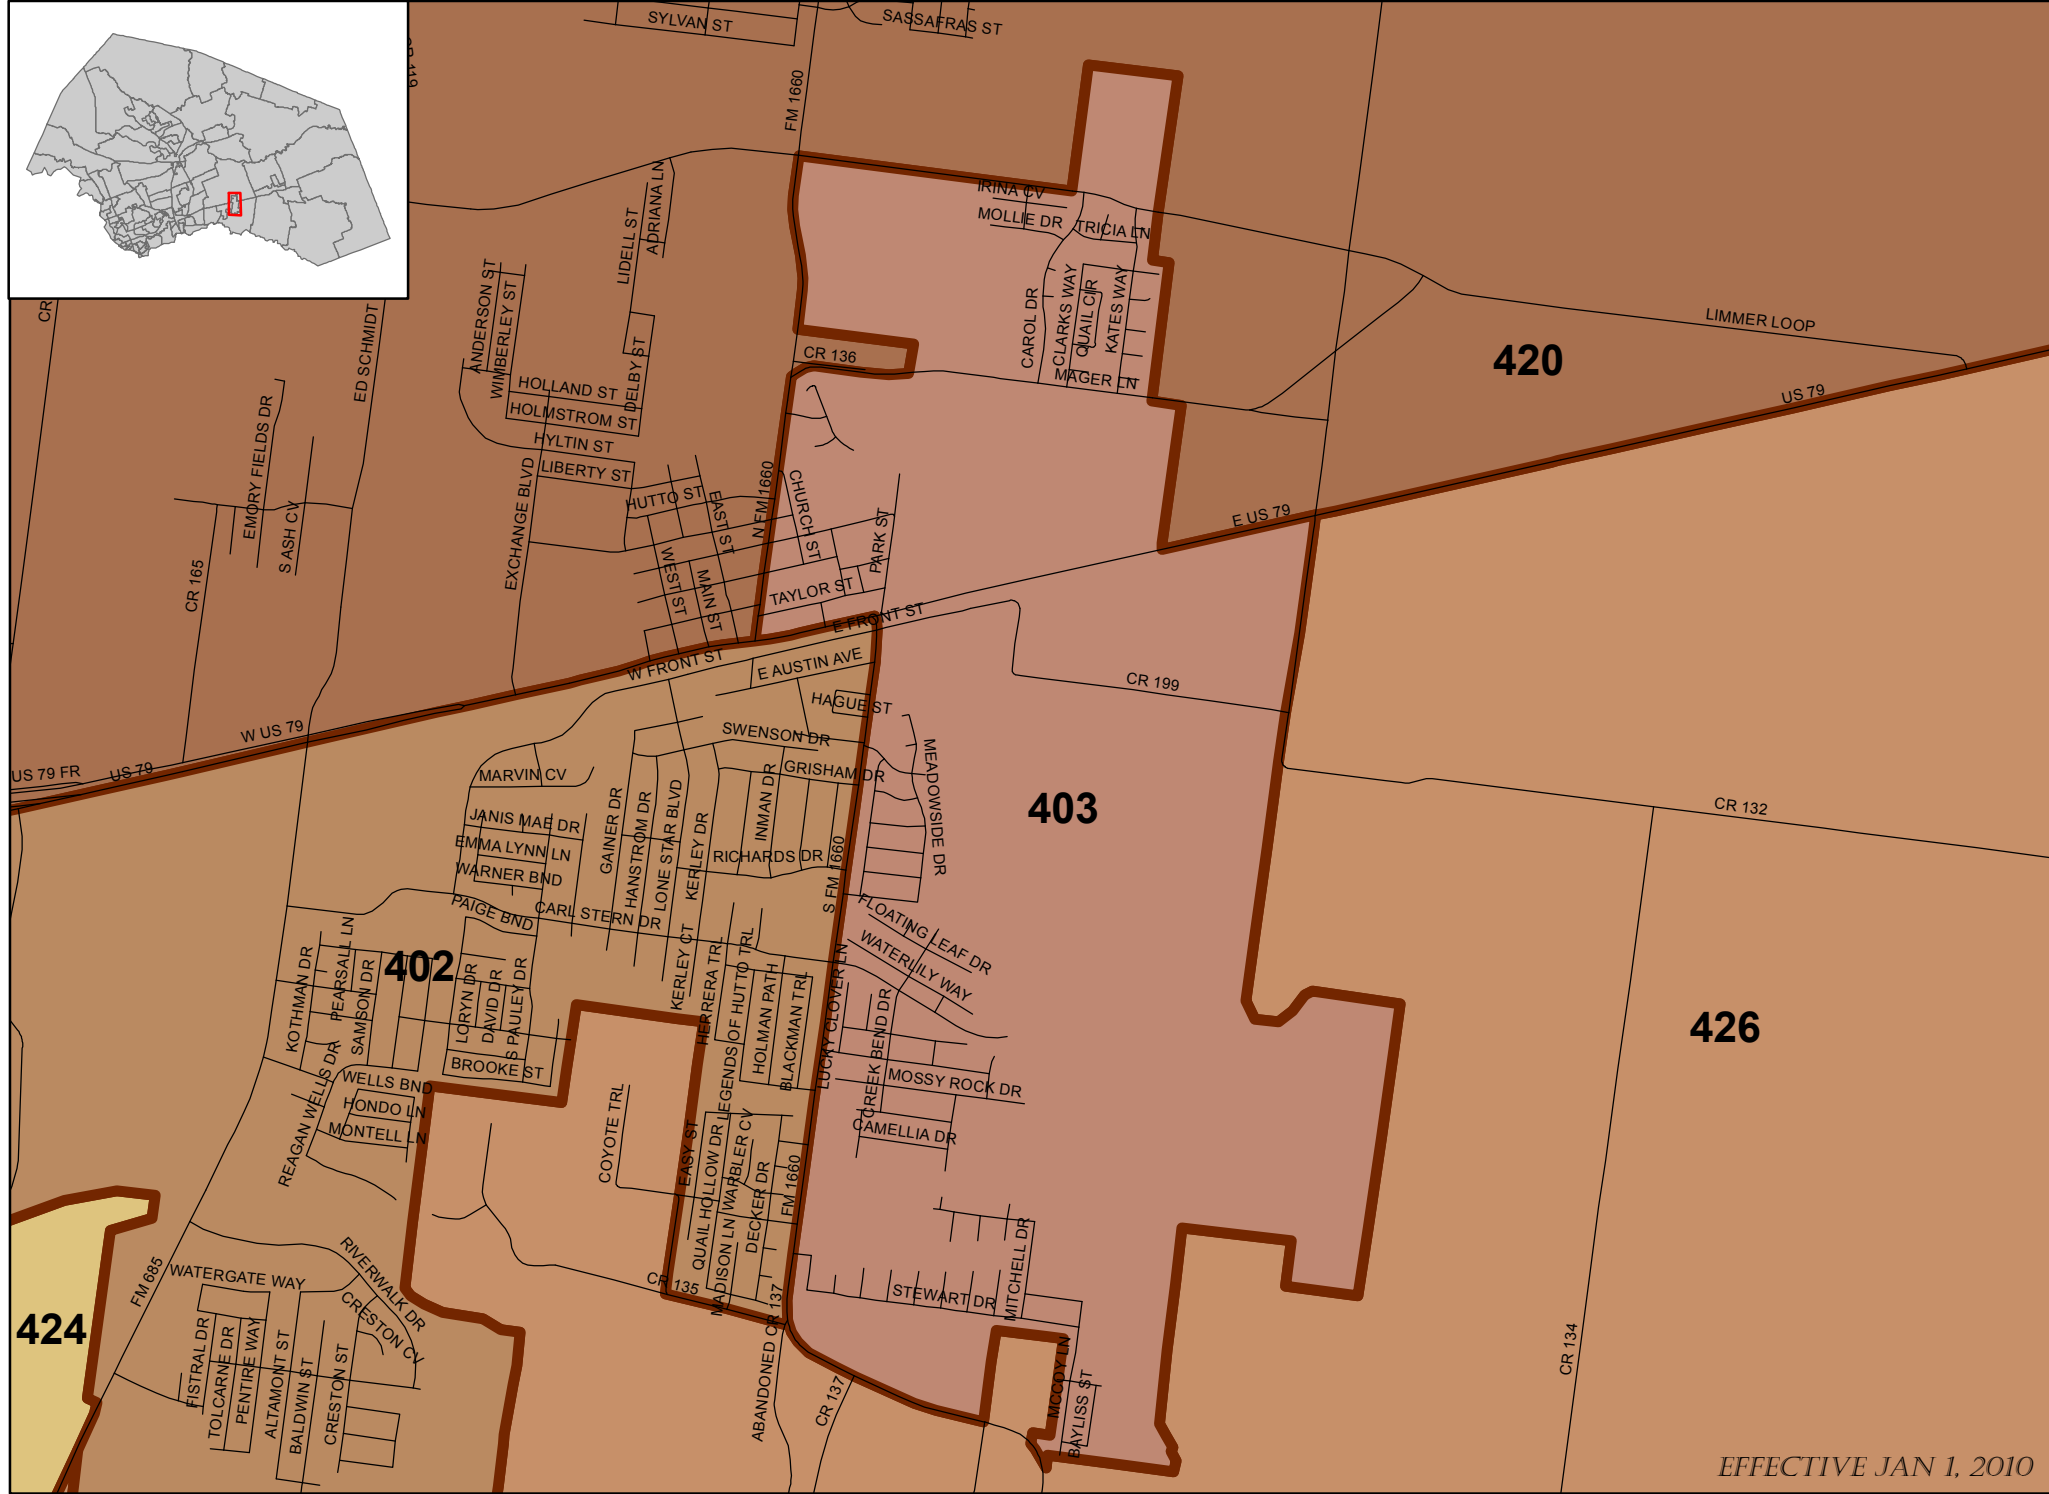 SYLVAN ST
SASSAFRAS ST
CR 119
FM 1660
IRINA CV
MOLLIE DR
TRICIA LN
ADRIANA LN
LIDELL ST
ANDERSON ST
WIMBERLEY ST
CAROL DR
CLARKS WAY
QUAIL CIR
KATES WAY
MAGER LN
LIMMER LOOP
420
US 79
CR
ED SCHMIDT
CR 136
DELBY ST
HOLLAND ST
HOLMSTROM ST
HYLTIN ST
LIBERTY ST
EMORY FIELDS DR
S ASH CV
EXCHANGE BLVD
HUTTO ST
EAST ST
N FM 1660
CHURCH ST
PARK ST
E US 79
CR 165
WEST ST
MAIN ST
TAYLOR ST
E FRONT ST
W FRONT ST
E AUSTIN AVE
CR 199
HAGUE ST
W US 79
US 79 FR
US 79
SWENSON DR
MARVIN CV
GRISHAM DR
INMAN DR
MEADOWSIDE DR
403
CR 132
GAINER DR
HANSTROM DR
LONE STAR BLVD
KERLEY DR
JANIS MAE DR
EMMA LYNN LN
WARNER BND
RICHARDS DR
S FM 1660
PAIGE BND
CARL STERN DR
FLOATING LEAF DR
WATERLILY WAY
402
KOTHMAN DR
PEARSALL LN
SAMSON DR
LORYN DR
DAVID DR
S PAULEY DR
KERLEY CT
HERRERA TRL
LEGENDS OF HUTTO TRL
HOLMAN PATH
BLACKMAN TRL
LUCKY CLOVER LN
CREEK BEND DR
426
BROOKE ST
WELLS BND
HONDO LN
MONTELL LN
REAGAN WELLS DR
COYOTE TRL
EASY ST
QUAIL HOLLOW DR
MADISON LN
WARBLER CV
DECKER DR
FM 1660
MOSSY ROCK DR
CAMELLIA DR
MITCHELL DR
STEWART DR
CR 135
FM 685
WATERGATE WAY
RIVERWALK DR
CRESTON CV
424
FISTRAL DR
TOLCARNE DR
PENTIRE WAY
ALTAMONT ST
BALDWIN ST
CRESTON ST
ABANDONED CR 137
CR 137
MCCOY LN
BAYLISS ST
CR 134
EFFECTIVE JAN 1, 2010